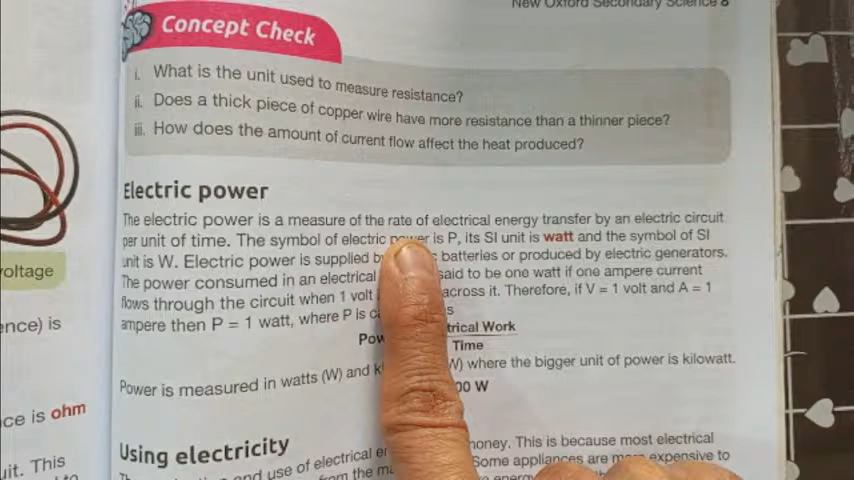 New Oxford Secondary Science 8
Concept Check
i. What is the unit used to measure resistance?
ii. Does a thick piece of copper wire have more resistance than a thinner piece?
iii. How does the amount of current flow affect the heat produced?
Electric power
The electric power is a measure of the rate of electrical energy transfer by an electric circuit
per unit of time. The symbol of electric power is P, its SI unit is watt and the symbol of SI
unit is W. Electric power is supplied by batteries or produced by electric generators.
The power consumed in an electrical said to be one watt if one ampere current
flows through the circuit when 1 volt across it. Therefore, if V = 1 volt and A = 1
ampere then P = 1 watt, where P is
Work
Time
Power is measured in watts (W) and W) where the bigger unit of power is kilowatt.
00 W
Using electricity
and use of electrical money. This is because most electrical
from the Some appliances are more expensive to
voltage
is
is ohm
This